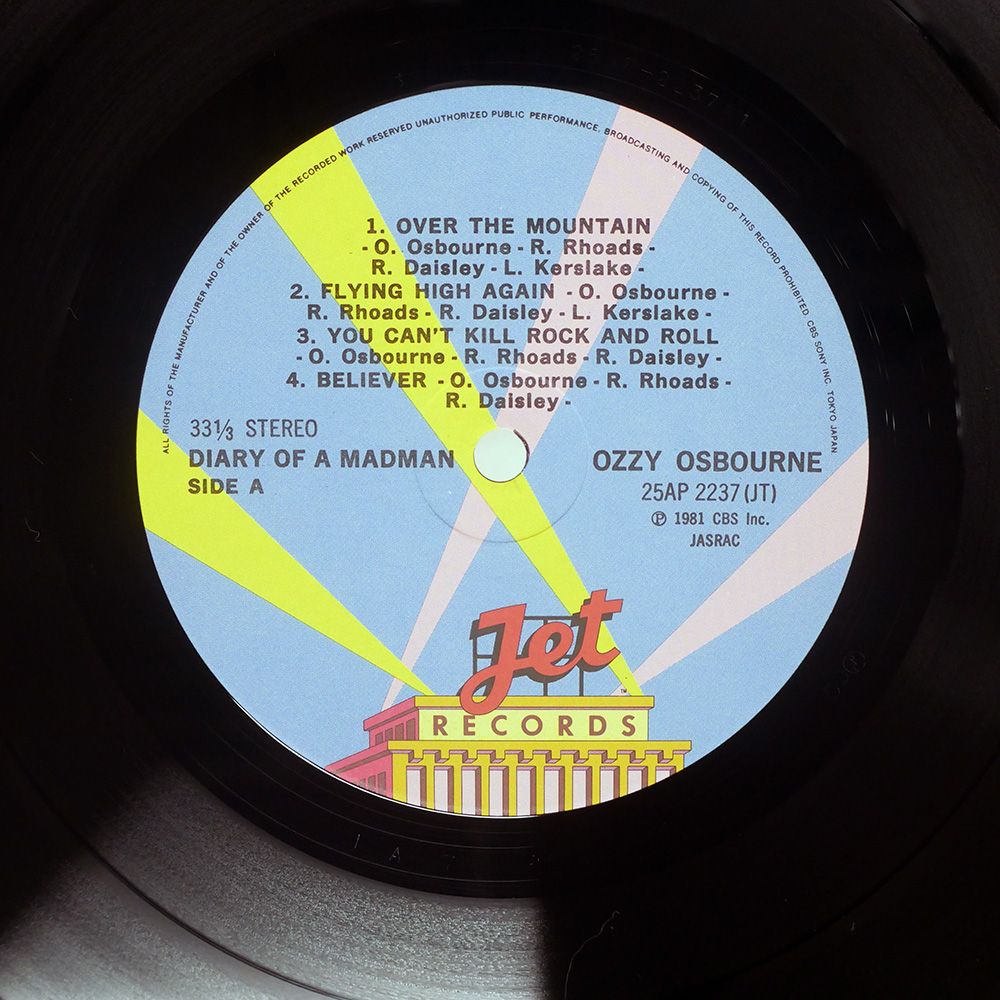 ALL RIGHTS OF THE MANUFACTURER AND OF THE OWNER OF THE RECORDED WORK RESERVED UNAUTHORIZED PUBLIC PERFORMANCE, BROADCASTING AND COPYING OF THIS RECORD PROHIBITED. CBS SONY INC. TOKYO JAPAN
1. OVER THE MOUNTAIN
- O. Osbourne - R. Rhoads -
R. Daisley - L. Kerslake -
2. FLYING HIGH AGAIN - O. Osbourne -
R. Rhoads - R. Daisley - L. Kerslake -
3. YOU CAN'T KILL ROCK AND ROLL
- O. Osbourne - R. Rhoads - R. Daisley -
4. BELIEVER - O. Osbourne - R. Rhoads -
R. Daisley -
33⅓ STEREO
DIARY OF A MADMAN
SIDE A
OZZY OSBOURNE
25AP 2237 (JT)
Ⓟ 1981 CBS Inc.
JASRAC
Jet
TM
RECORDS